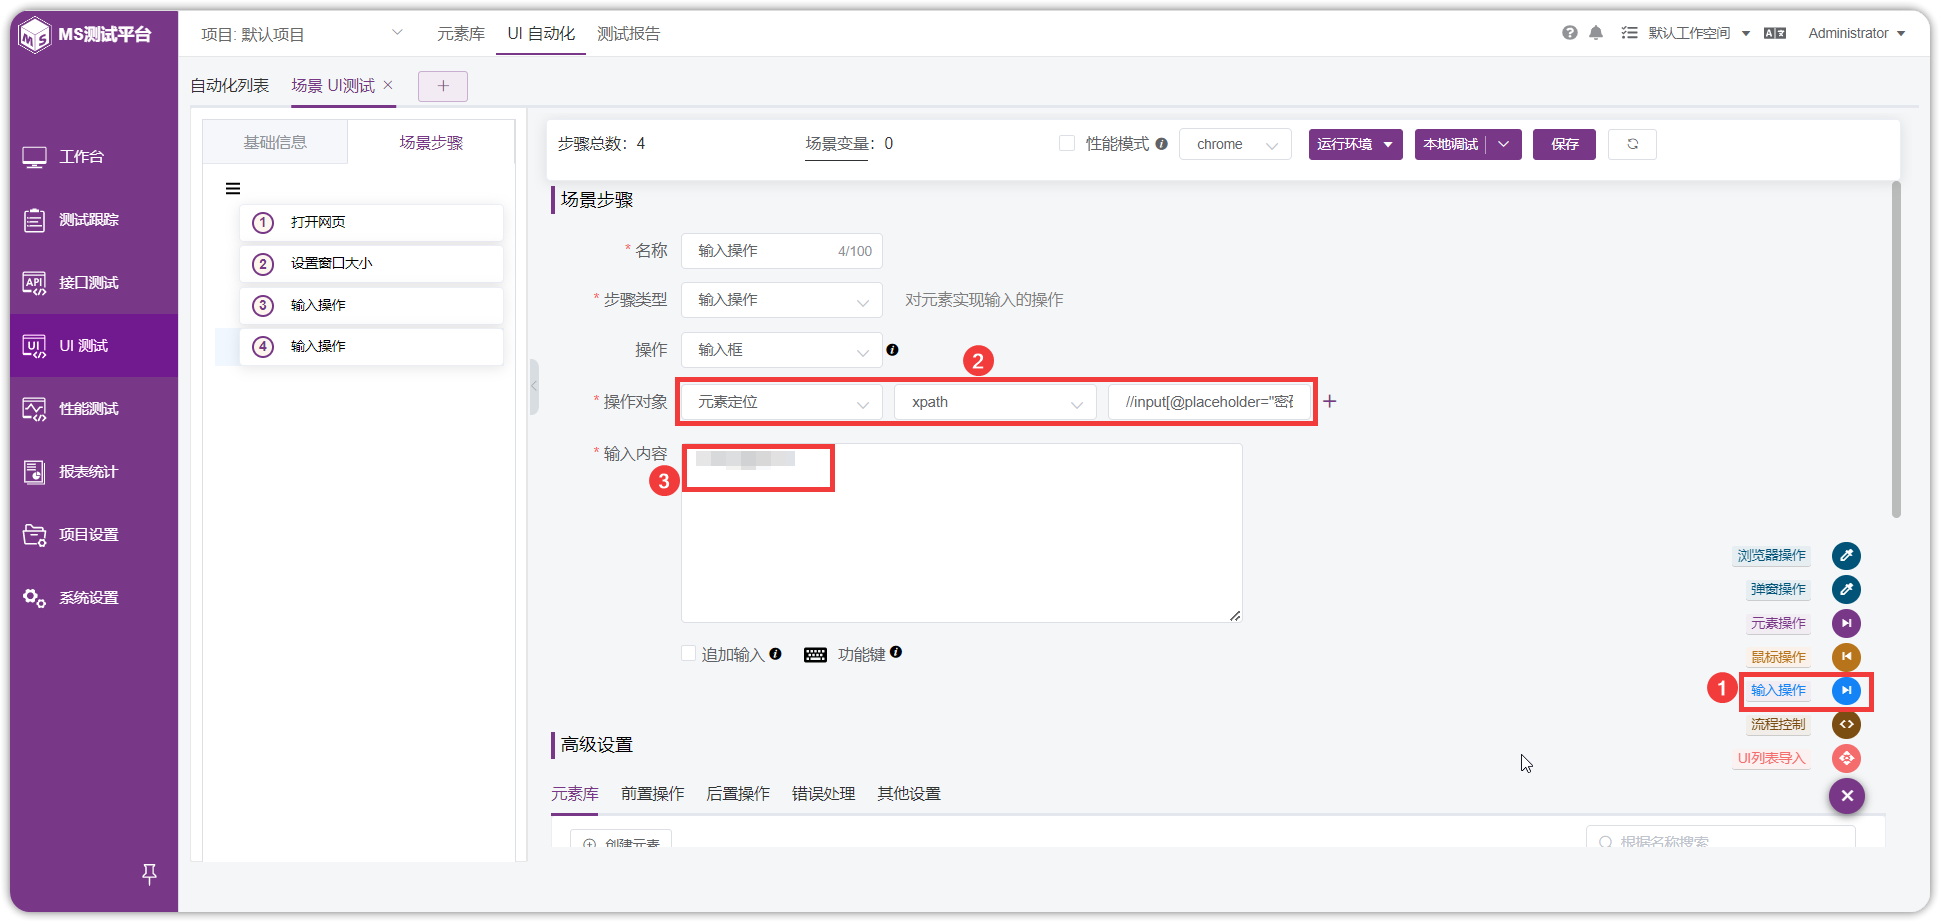 MS测试平台
项目: 默认项目
元素库
UI 自动化
测试报告
默认工作空间
Administrator
自动化列表
场景 UI测试
工作台
测试跟踪
接口测试
UI 测试
性能测试
报表统计
项目设置
系统设置
基础信息
场景步骤
1 打开网页
2 设置窗口大小
3 输入操作
4 输入操作
步骤总数：4
场景变量：0
性能模式
chrome
运行环境
本地调试
保存
场景步骤
* 名称 输入操作 4/100
* 步骤类型 输入操作 对元素实现输入的操作
操作 输入框
2
* 操作对象 元素定位 xpath //input[@placeholder="密
* 输入内容
3
追加输入
功能键
浏览器操作
弹窗操作
元素操作
鼠标操作
1 输入操作
流程控制
UI列表导入
高级设置
元素库
前置操作
后置操作
错误处理
其他设置
创建元素
根据名称搜索